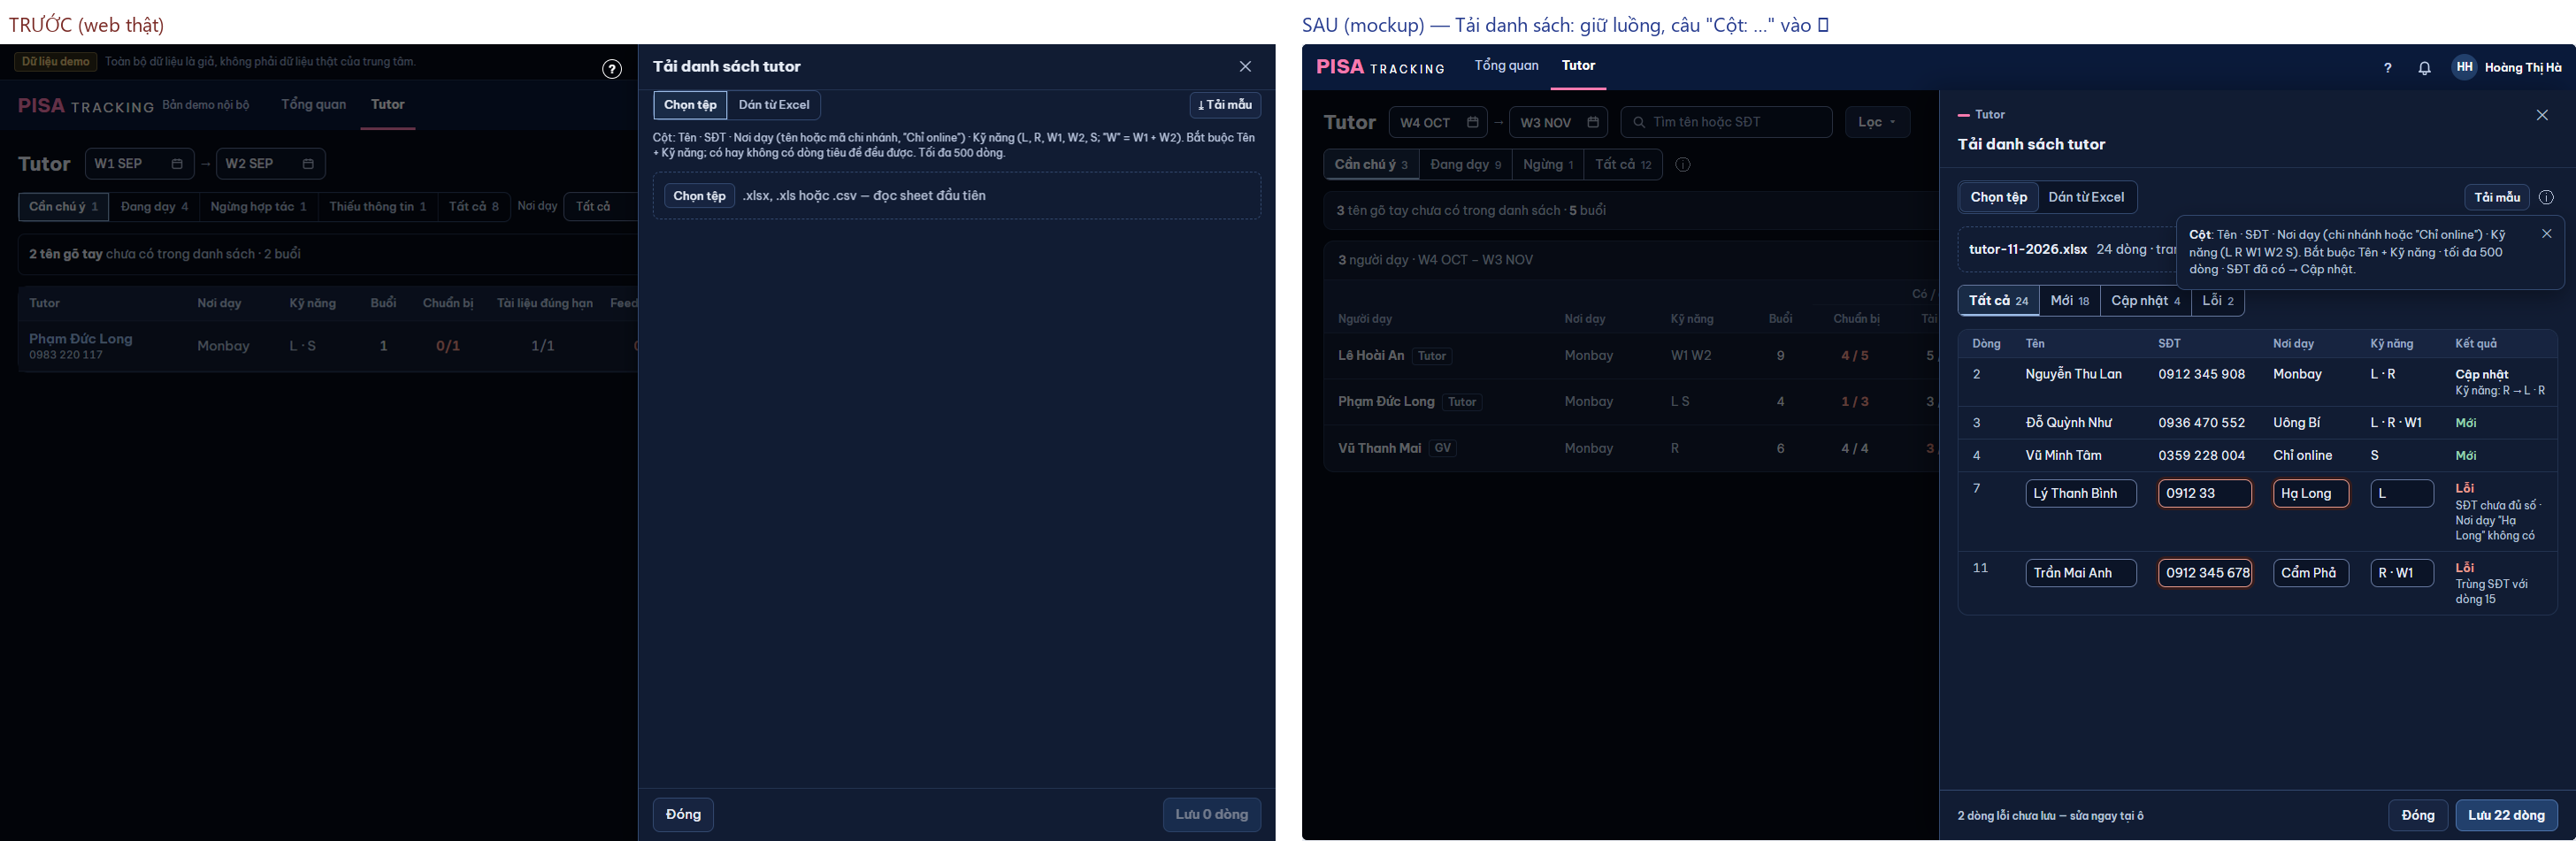 TRƯỚC (web thật)
Dữ liệu demo Toàn bộ dữ liệu là giả, không phải dữ liệu thật của trung tâm.
?
PISA TRACKING Bản demo nội bộ Tổng quan Tutor
Tutor W1 SEP → W2 SEP
Cần chú ý 1 Đang dạy 4 Ngừng hợp tác 1 Thiếu thông tin 1 Tất cả 8 Nơi dạy Tất cả
2 tên gõ tay chưa có trong danh sách · 2 buổi
Tutor Nơi dạy Kỹ năng Buổi Chuẩn bị Tài liệu đúng hạn Feed
Phạm Đức Long Monbay L · S 1 0/1 1/1
0983 220 117
Tải danh sách tutor
Chọn tệp Dán từ Excel Tải mẫu
Cột: Tên · SĐT · Nơi dạy (tên hoặc mã chi nhánh, "Chỉ online") · Kỹ năng (L, R, W1, W2, S; "W" = W1 + W2). Bắt buộc Tên
+ Kỹ năng; có hay không có dòng tiêu đề đều được. Tối đa 500 dòng.
Chọn tệp .xlsx, .xls hoặc .csv — đọc sheet đầu tiên
Đóng Lưu 0 dòng
SAU (mockup) — Tải danh sách: giữ luồng, câu "Cột: ..." vào
PISA TRACKING Tổng quan Tutor ? HH Hoàng Thị Hà
Tutor W4 OCT → W3 NOV Tìm tên hoặc SĐT Lọc
Cần chú ý 3 Đang dạy 9 Ngừng 1 Tất cả 12
3 tên gõ tay chưa có trong danh sách · 5 buổi
3 người dạy · W4 OCT – W3 NOV
Có /
Người dạy Nơi dạy Kỹ năng Buổi Chuẩn bị Tài
Lê Hoài An Tutor Monbay W1 W2 9 4 / 5 5 /
Phạm Đức Long Tutor Monbay L S 4 1 / 3 3 /
Vũ Thanh Mai GV Monbay R 6 4 / 4 3 /
Tutor
Tải danh sách tutor
Chọn tệp Dán từ Excel Tải mẫu
tutor-11-2026.xlsx 24 dòng · tran
Cột: Tên · SĐT · Nơi dạy (chi nhánh hoặc "Chỉ online") · Kỹ
năng (L R W1 W2 S). Bắt buộc Tên + Kỹ năng · tối đa 500
dòng · SĐT đã có → Cập nhật.
Tất cả 24 Mới 18 Cập nhật 4 Lỗi 2
Dòng Tên SĐT Nơi dạy Kỹ năng Kết quả
2 Nguyễn Thu Lan 0912 345 908 Monbay L · R Cập nhật
Kỹ năng: R → L · R
3 Đỗ Quỳnh Như 0936 470 552 Uông Bí L · R · W1 Mới
4 Vũ Minh Tâm 0359 228 004 Chỉ online S Mới
7 Lý Thanh Bình 0912 33 Hạ Long L Lỗi
SĐT chưa đủ số ·
Nơi dạy "Hạ
Long" không có
11 Trần Mai Anh 0912 345 678 Cẩm Phả R · W1 Lỗi
Trùng SĐT với
dòng 15
2 dòng lỗi chưa lưu — sửa ngay tại ô Đóng Lưu 22 dòng